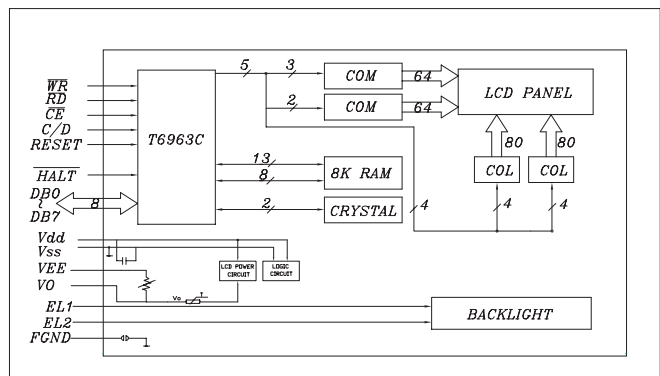 5
3
COM
64
2
COM
64
LCD PANEL
WR
RD
CE
C/D
RESET
HALT
DB0
{
DB7
8
T6963C
80
80
COL
COL
13
8
8K RAM
2
CRYSTAL
4
4
4
Vdd
Vss
VEE
VO
LCD POWER
CIRCUIT
LOGIC
CIRCUIT
Vo
T
EL1
EL2
FGND
BACKLIGHT